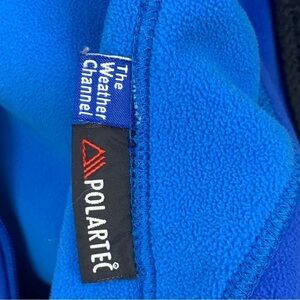 The
Weather
Channel
POLARTEC®